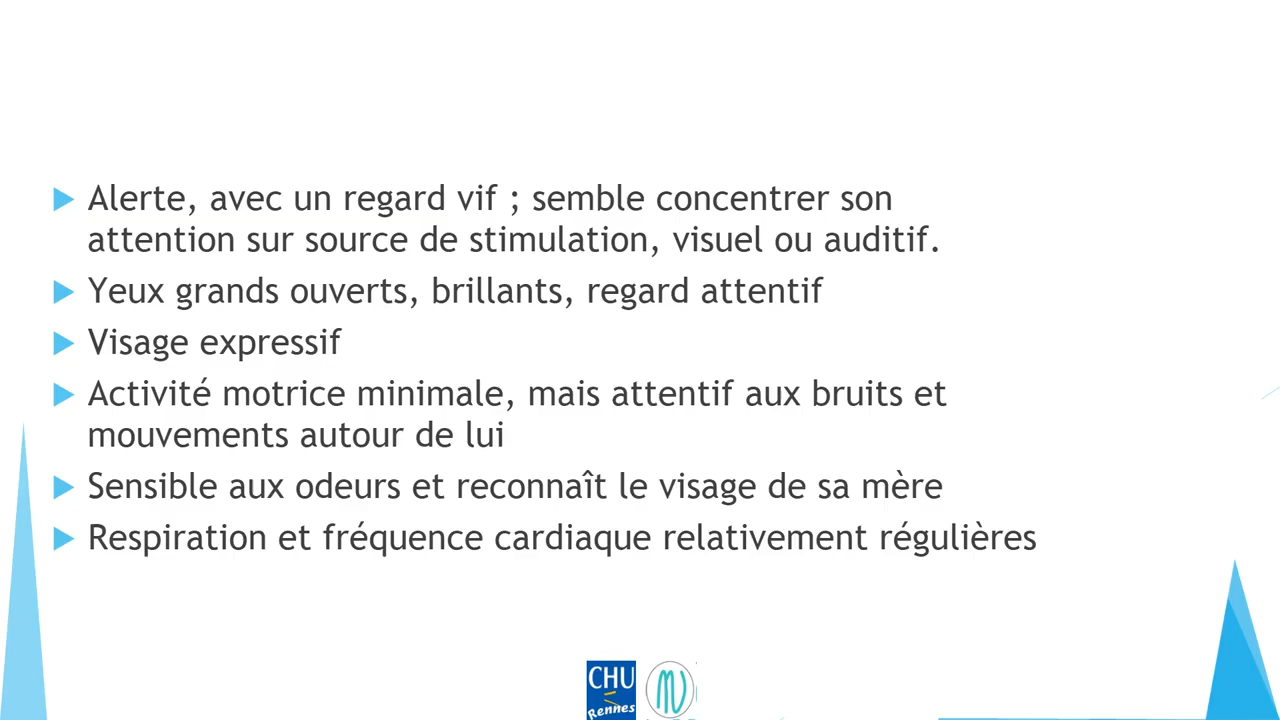 Alerte, avec un regard vif ; semble concentrer son
attention sur source de stimulation, visuel ou auditif.
Yeux grands ouverts, brillants, regard attentif
Visage expressif
Activité motrice minimale, mais attentif aux bruits et
mouvements autour de lui
Sensible aux odeurs et reconnaît le visage de sa mère
Respiration et fréquence cardiaque relativement régulières
CHU
Rennes